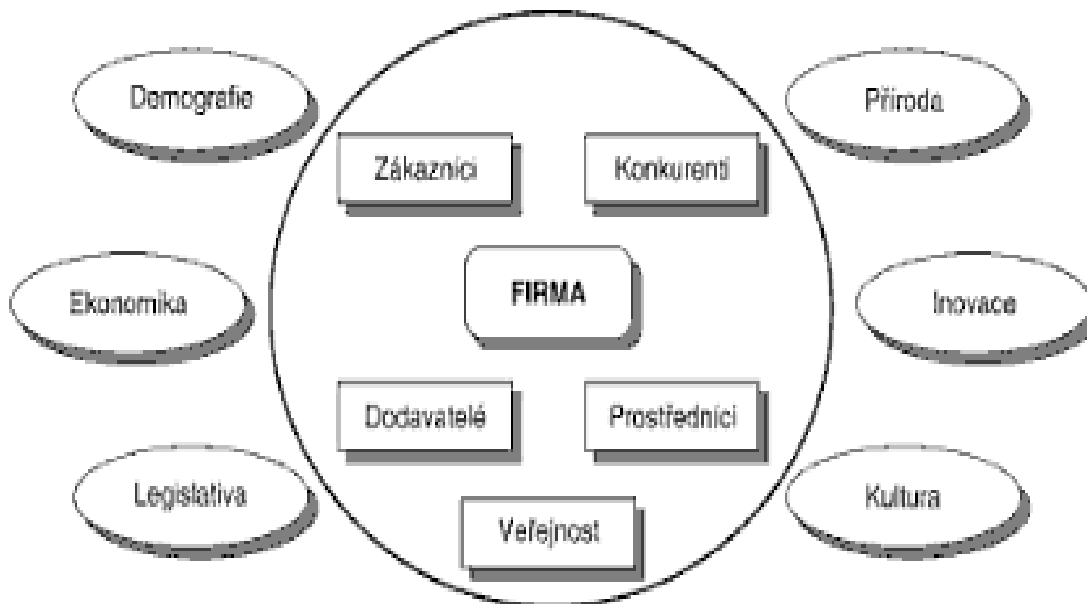 Demografie
Příroda
Zákazníci
Konkurenti
Ekonomika
FIRMA
Inovace
Dodavatelé
Prostředníci
Legislativa
Kultura
Veřejnost